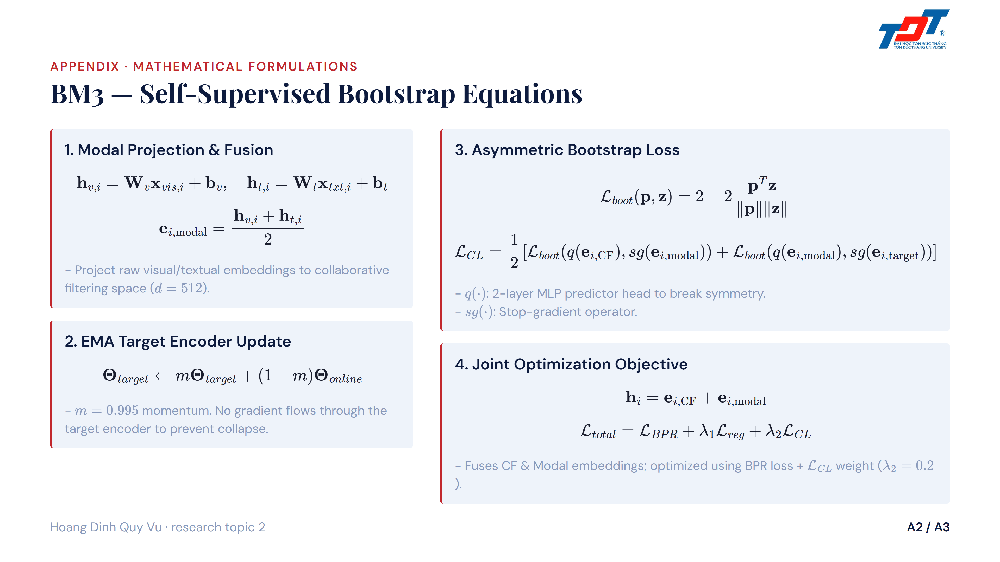 TDT®
ĐẠI HỌC TÔN ĐỨC THẮNG
TON DUC THANG UNIVERSITY
APPENDIX · MATHEMATICAL FORMULATIONS
BM3 — Self-Supervised Bootstrap Equations
1. Modal Projection & Fusion
$\mathbf{h}_{v,i} = \mathbf{W}_v\mathbf{x}_{vis,i} + \mathbf{b}_v, \quad \mathbf{h}_{t,i} = \mathbf{W}_t\mathbf{x}_{txt,i} + \mathbf{b}_t$
$\mathbf{e}_{i,\text{modal}} = \frac{\mathbf{h}_{v,i} + \mathbf{h}_{t,i}}{2}$
- Project raw visual/textual embeddings to collaborative
filtering space ($d = 512$).
2. EMA Target Encoder Update
$\mathbf{\Theta}_{target} \leftarrow m\mathbf{\Theta}_{target} + (1 - m)\mathbf{\Theta}_{online}$
- $m = 0.995$ momentum. No gradient flows through the
target encoder to prevent collapse.
3. Asymmetric Bootstrap Loss
$\mathcal{L}_{boot}(\mathbf{p}, \mathbf{z}) = 2 - 2\frac{\mathbf{p}^T\mathbf{z}}{||\mathbf{p}||||\mathbf{z}||}$
$\mathcal{L}_{CL} = \frac{1}{2}[\mathcal{L}_{boot}(q(\mathbf{e}_{i,\text{CF}}), sg(\mathbf{e}_{i,\text{modal}})) + \mathcal{L}_{boot}(q(\mathbf{e}_{i,\text{modal}}), sg(\mathbf{e}_{i,\text{target}}))]$
- $q(\cdot)$: 2-layer MLP predictor head to break symmetry.
- $sg(\cdot)$: Stop-gradient operator.
4. Joint Optimization Objective
$\mathbf{h}_i = \mathbf{e}_{i,\text{CF}} + \mathbf{e}_{i,\text{modal}}$
$\mathcal{L}_{total} = \mathcal{L}_{BPR} + \lambda_1\mathcal{L}_{reg} + \lambda_2\mathcal{L}_{CL}$
- Fuses CF & Modal embeddings; optimized using BPR loss + $\mathcal{L}_{CL}$ weight ($\lambda_2 = 0.2$
).
Hoang Dinh Quy Vu · research topic 2
A2 / A3